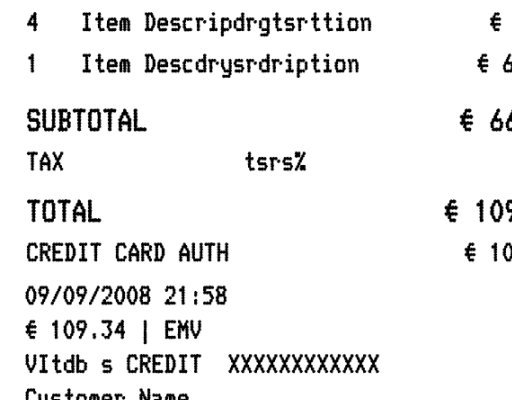 4 Item Descripdrgtsrttion €
1 Item Descdrysrdription € 6
SUBTOTAL € 66
TAX tsrs%
TOTAL € 109
CREDIT CARD AUTH € 10
09/09/2008 21:58
€ 109.34 | EMV
VItdb s CREDIT XXXXXXXXXXXX
Customer Name